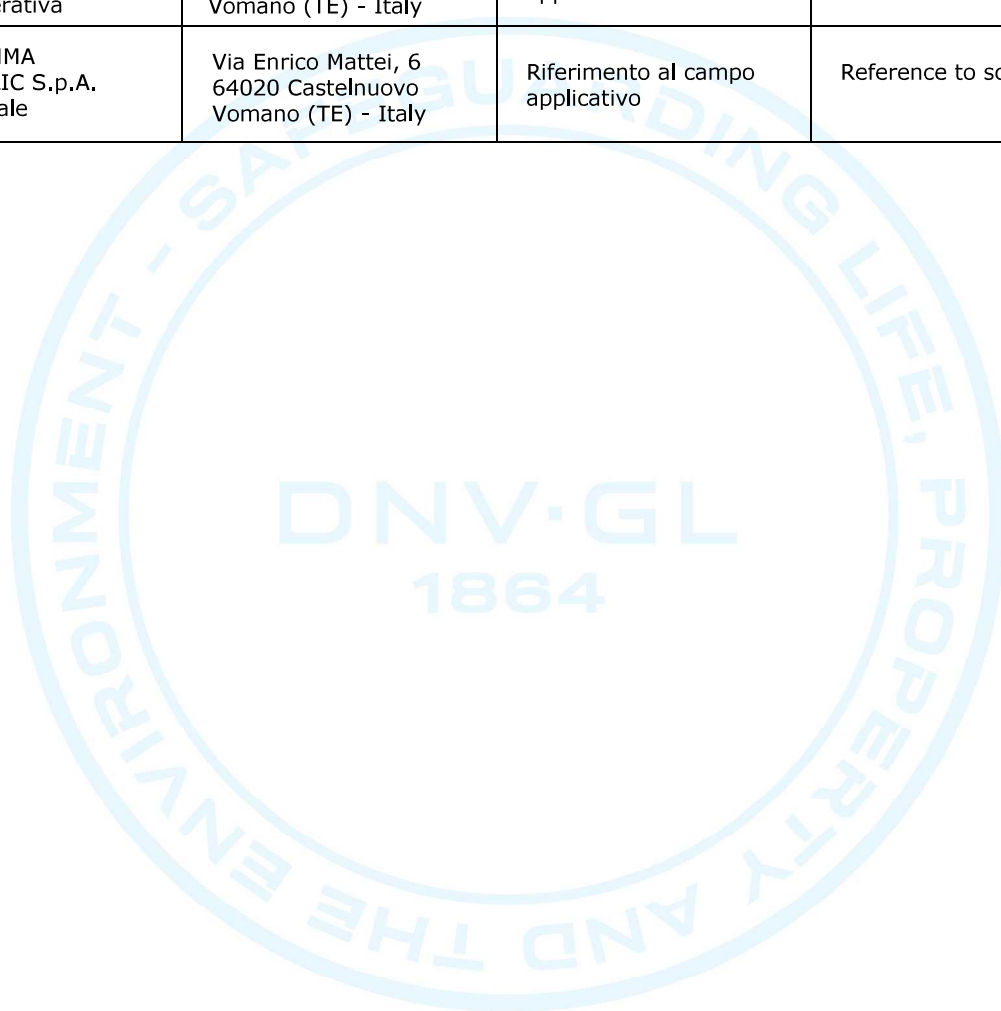 erativa
Vomano (TE) - Italy
MA
IC S.p.A.
ale
Via Enrico Mattei, 6
64020 Castelnuovo
Vomano (TE) - Italy
Riferimento al campo
applicativo
Reference to sc
SAFEGUARDING LIFE, PROPERTY AND THE ENVIRONMENT -
DNV·GL
1864